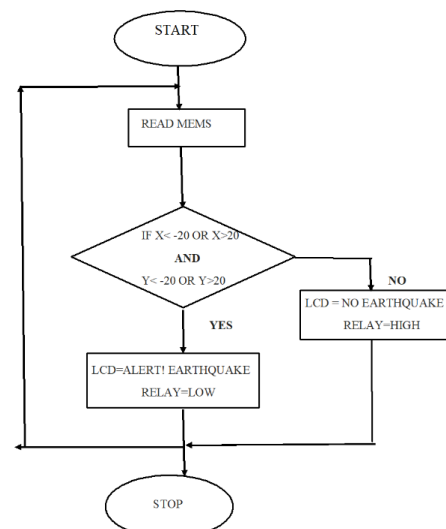 START
READ MEMS
IF X< -20 OR X>20
AND
Y< -20 OR Y>20
NO
LCD = NO EARTHQUAKE
RELAY=HIGH
YES
LCD=ALERT! EARTHQUAKE
RELAY=LOW
STOP